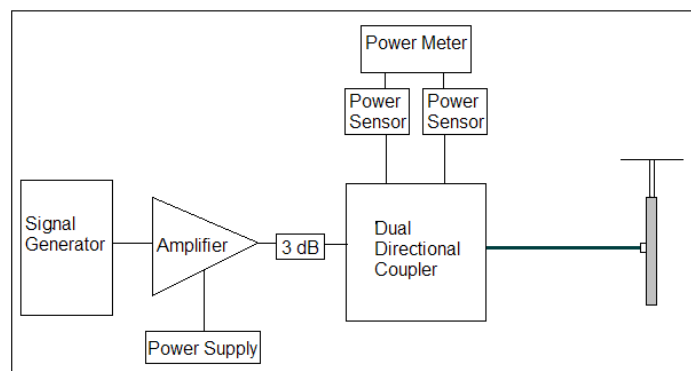 Power Meter
Power
Sensor
Power
Sensor
Signal
Generator
Amplifier
3 dB
Dual
Directional
Coupler
Power Supply